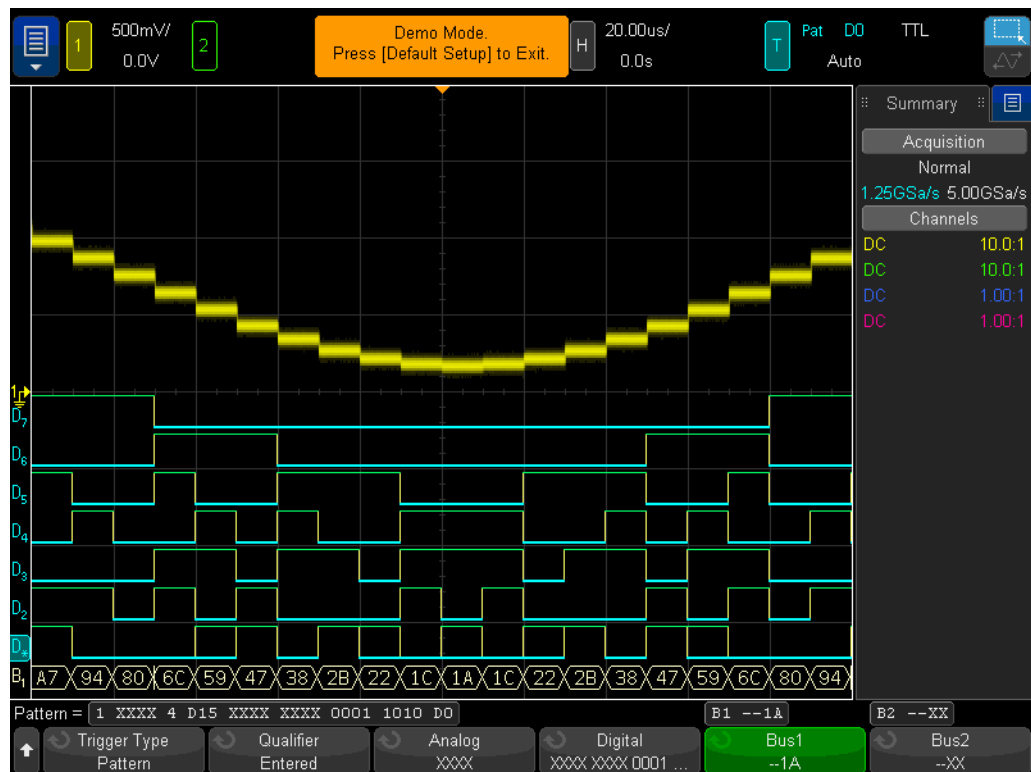 1 500mV/ 2 Demo Mode. H 20.00us/ T Pat D0 TTL
0.0V Press [Default Setup] to Exit. 0.0s Auto
Summary
Acquisition
Normal
1.25GSa/s 5.00GSa/s
Channels
DC 10.0:1
DC 10.0:1
DC 1.00:1
DC 1.00:1
1
D7
D6
D5
D4
D3
D2
D*
B1 A7 94 80 6C 59 47 38 2B 22 1C 1A 1C 22 2B 38 47 59 6C 80 94
Pattern = 1 XXXX 4 D15 XXXX XXXX 0001 1010 D0 B1 --1A B2 --XX
Trigger Type Qualifier Analog Digital Bus1 Bus2
Pattern Entered XXXX XXXX XXXX 0001 ... --1A --XX